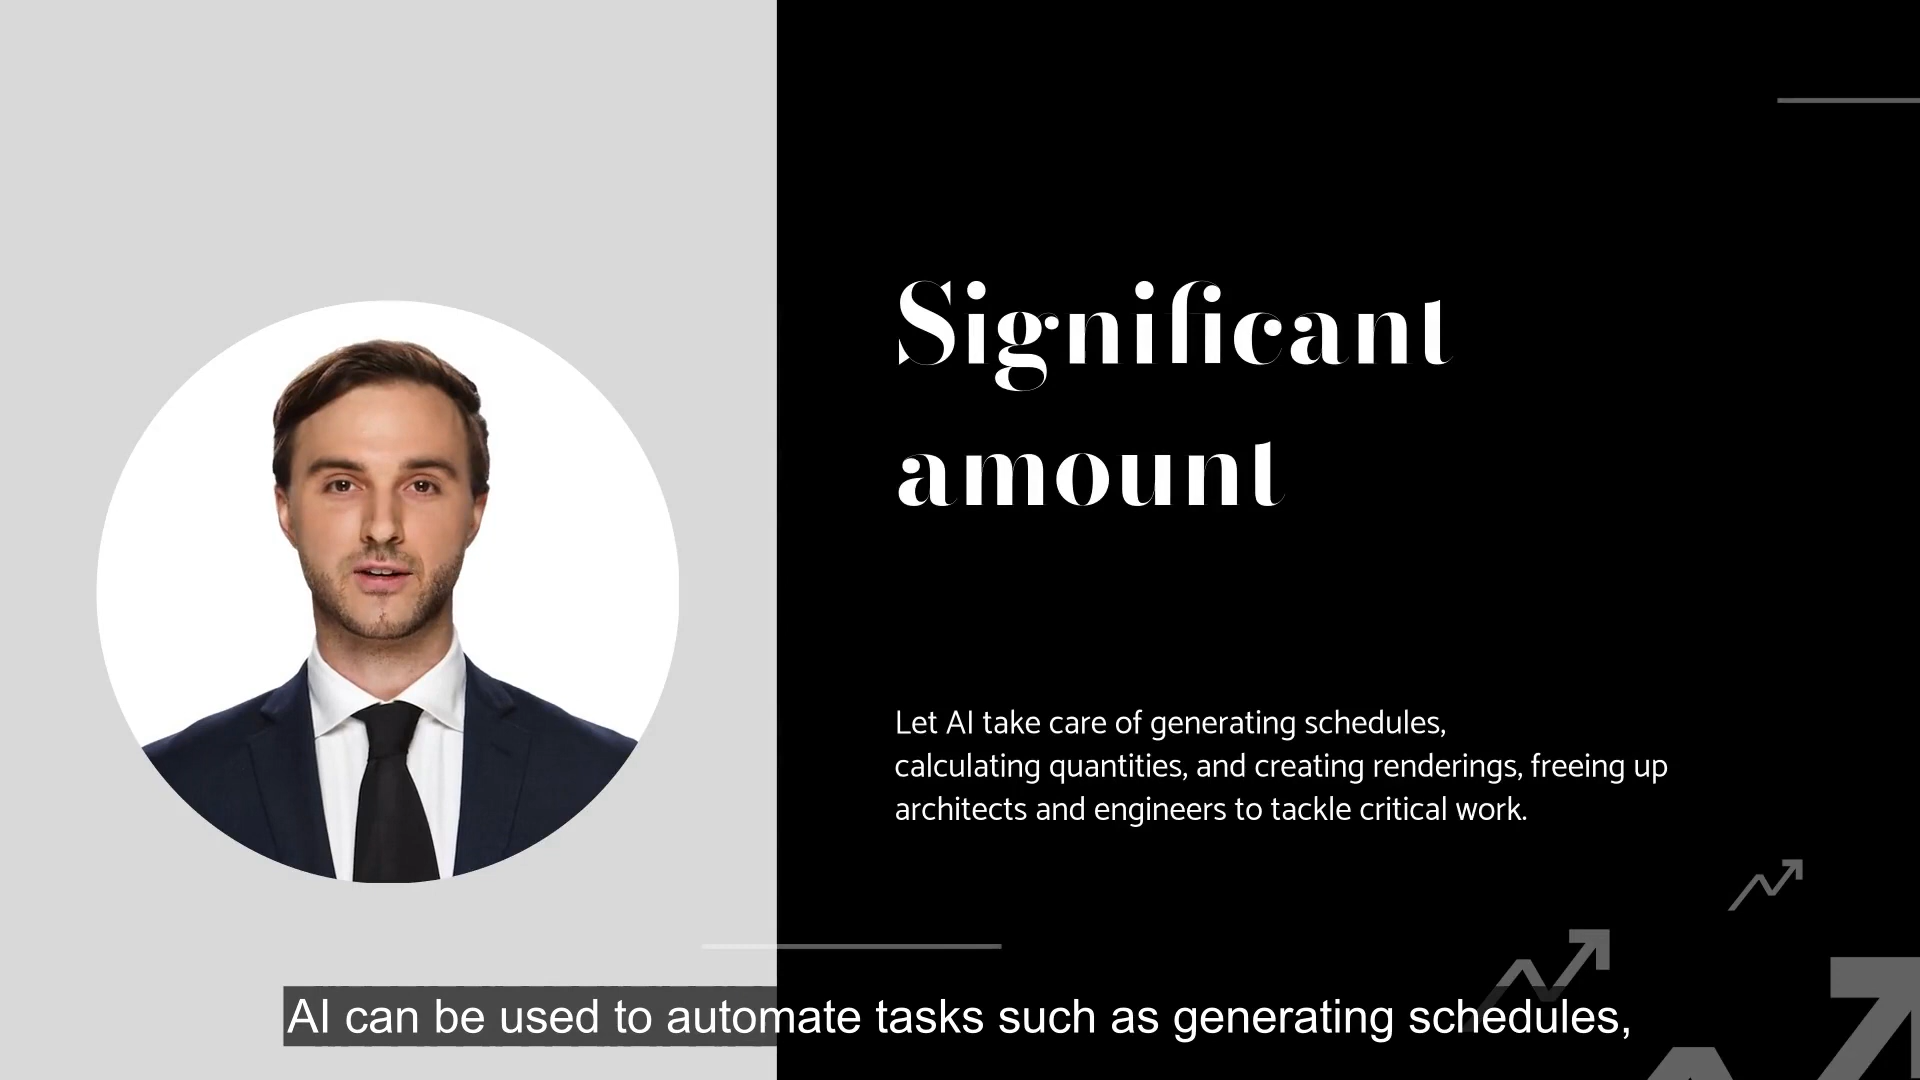 Significant
amount
Let AI take care of generating schedules,
calculating quantities, and creating renderings, freeing up
architects and engineers to tackle critical work.
AI can be used to automate tasks such as generating schedules,